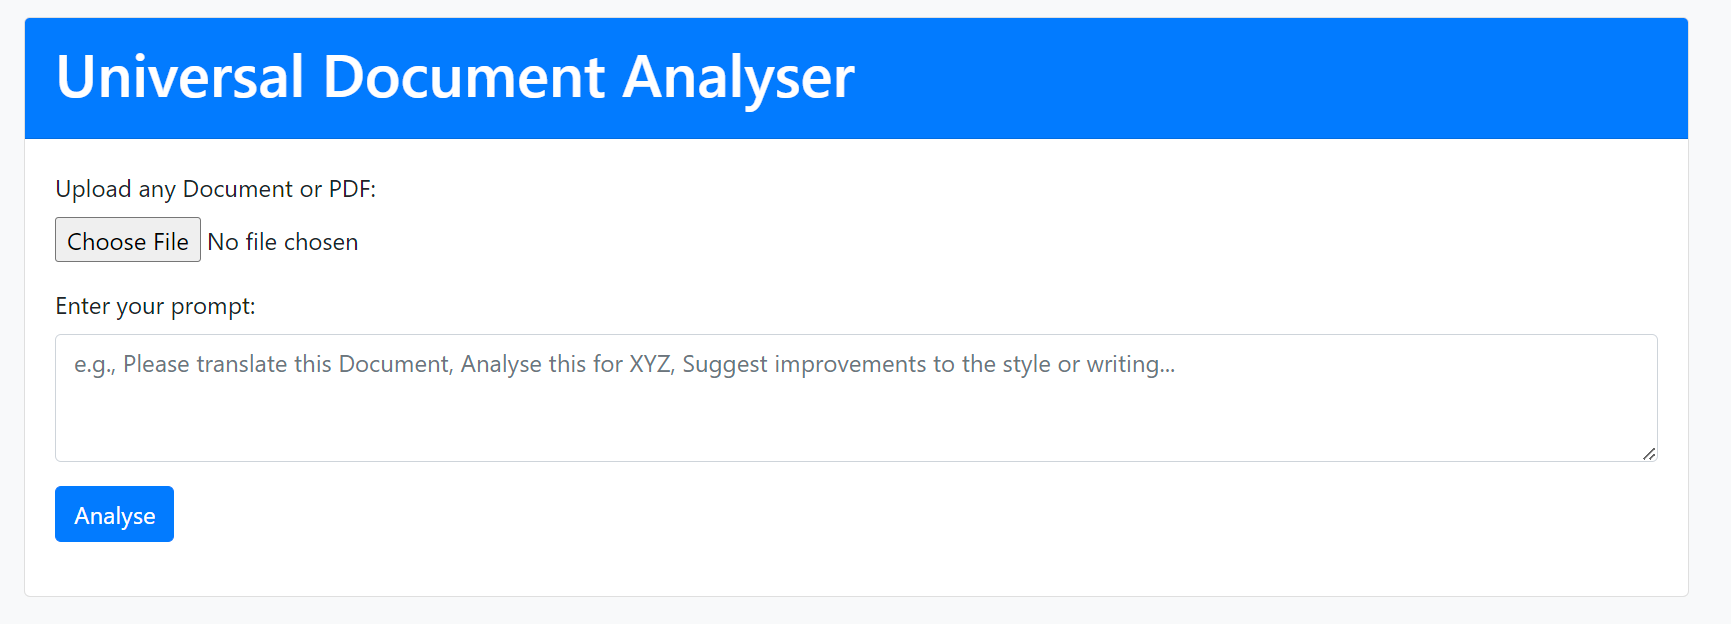 Universal Document Analyser
Upload any Document or PDF:
Choose File No file chosen
Enter your prompt:
e.g., Please translate this Document, Analyse this for XYZ, Suggest improvements to the style or writing...
Analyse